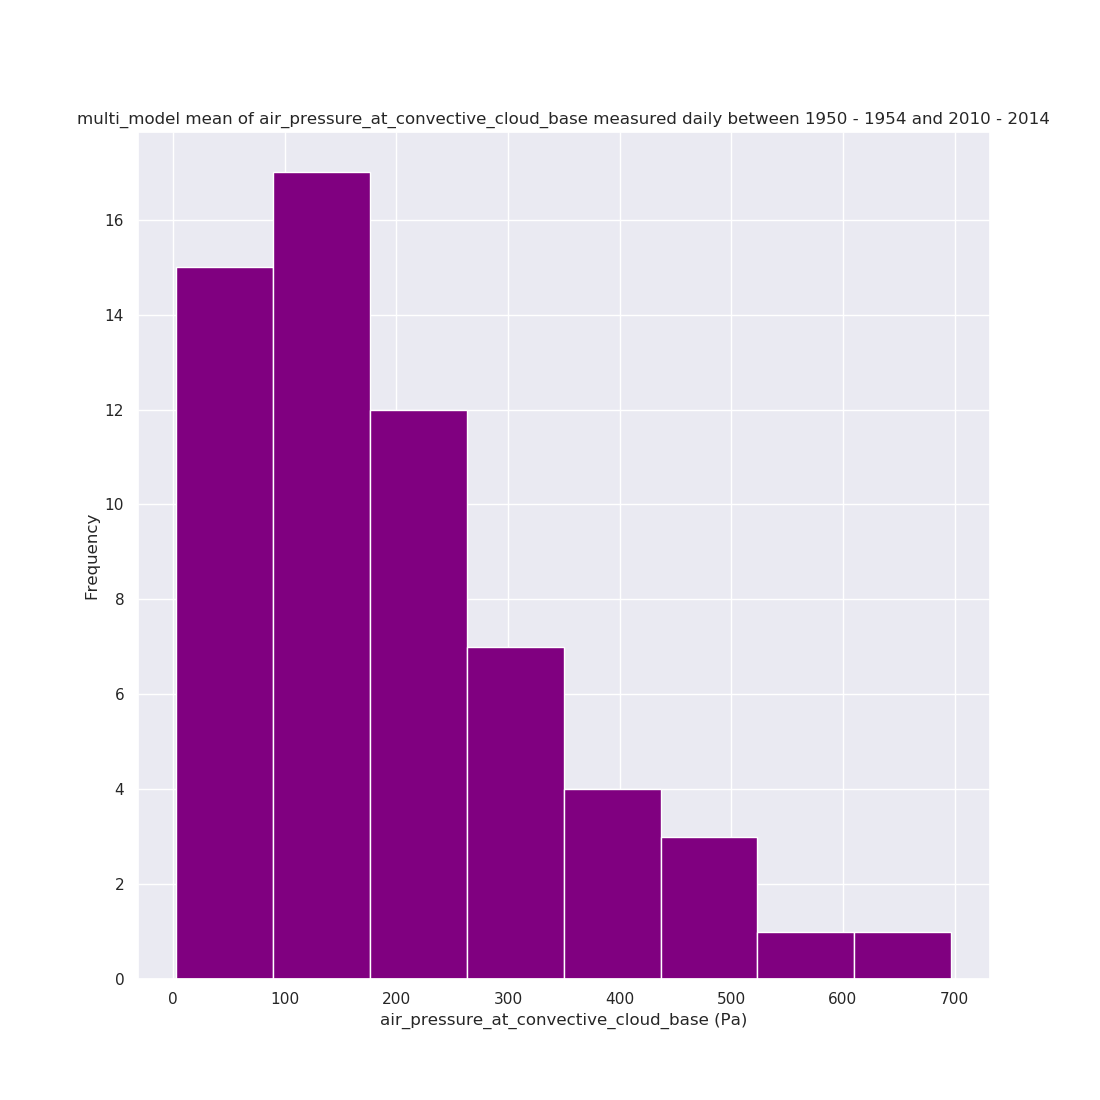 multi_model mean of air_pressure_at_convective_cloud_base measured daily between 1950 - 1954 and 2010 - 2014
16
14
12
10
8
6
4
2
0
Frequency
0 100 200 300 400 500 600 700
air_pressure_at_convective_cloud_base (Pa)